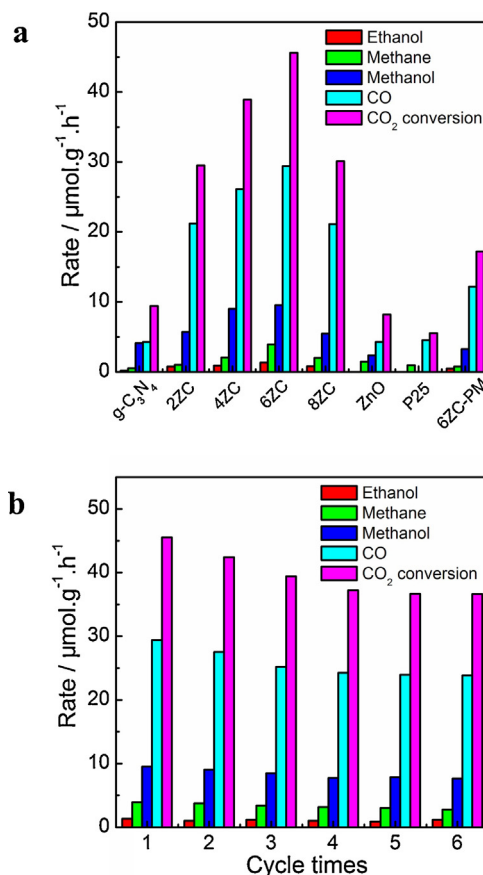 a
Rate / μmol.g⁻¹.h⁻¹
50
40
30
20
10
0
Ethanol
Methane
Methanol
CO
CO₂ conversion
g-C₃N₄
2ZC
4ZC
6ZC
8ZC
ZnO
P25
6ZC-PM
b
Rate / μmol.g⁻¹.h⁻¹
50
40
30
20
10
0
Ethanol
Methane
Methanol
CO
CO₂ conversion
1
2
3
4
5
6
Cycle times